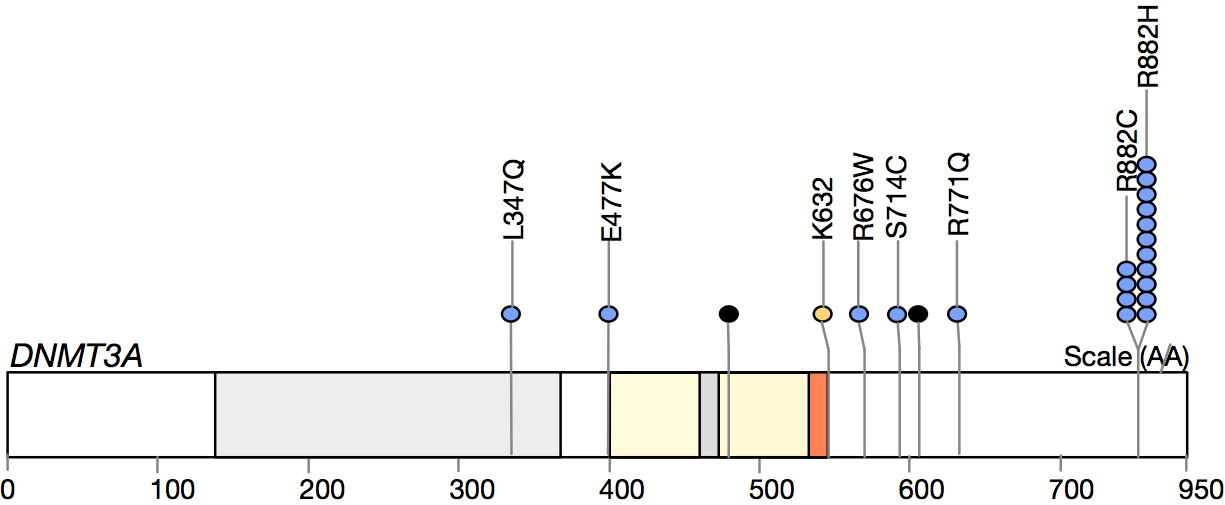 R882H
R882C
L347Q
E477K
K632
R676W
S714C
R771Q
DNMT3A
Scale (AA)
0 100 200 300 400 500 600 700 950